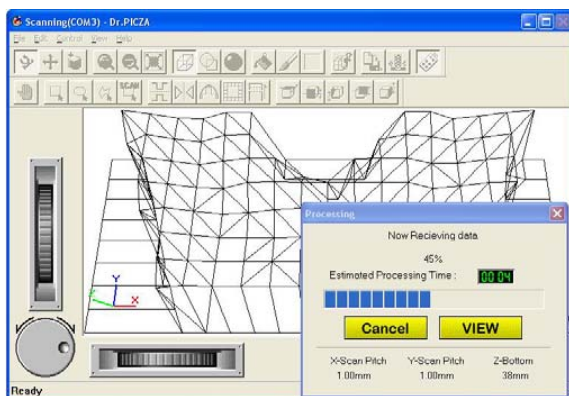 Scanning(COM3) - Dr.PICZA
File Edit Control View Help
SCAN
Processing
Now Recieving data
45%
Estimated Processing Time : 00:04
Cancel VIEW
X-Scan Pitch Y-Scan Pitch Z-Bottom
1.00mm 1.00mm 38mm
Y
X
Ready